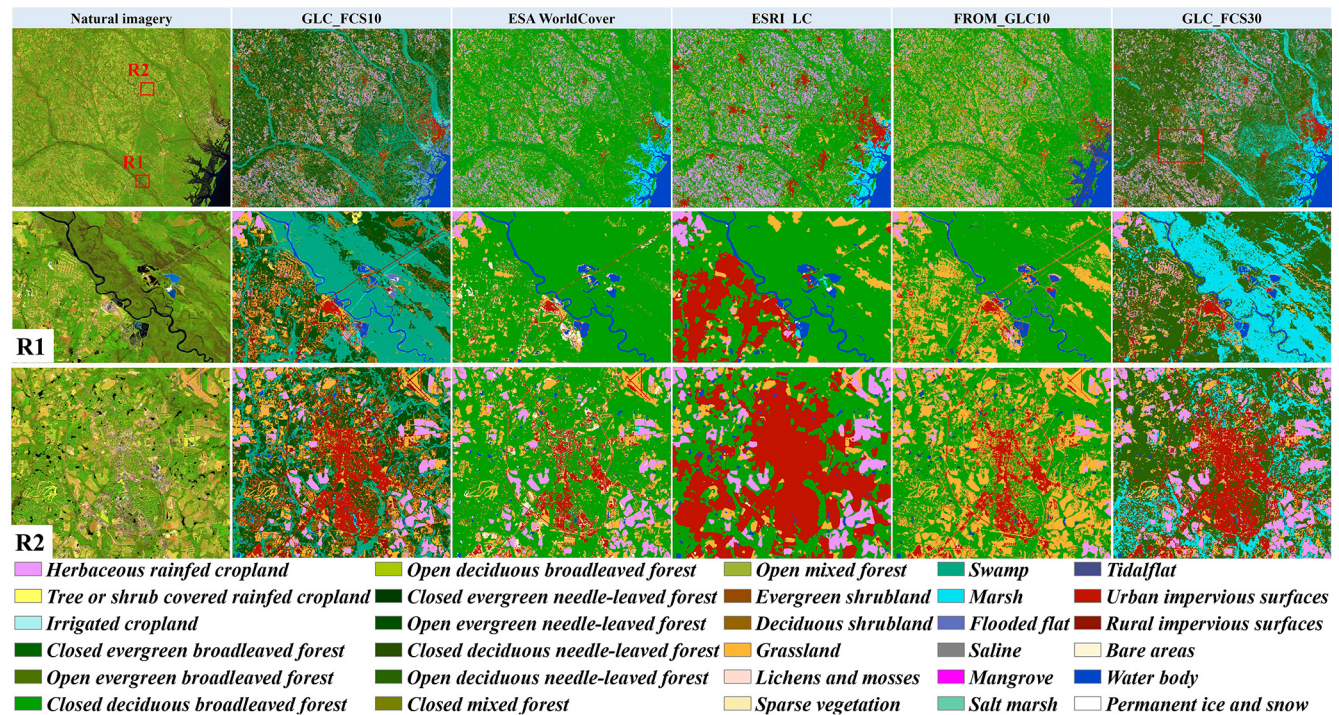 Natural imagery GLC_FCS10 ESA WorldCover ESRI LC FROM_GLC10 GLC_FCS30
R2
R1
R1
R2
Herbaceous rainfed cropland Open deciduous broadleaved forest Open mixed forest Swamp Tidalflat
Tree or shrub covered rainfed cropland Closed evergreen needle-leaved forest Evergreen shrubland Marsh Urban impervious surfaces
Irrigated cropland Open evergreen needle-leaved forest Deciduous shrubland Flooded flat Rural impervious surfaces
Closed evergreen broadleaved forest Closed deciduous needle-leaved forest Grassland Saline Bare areas
Open evergreen broadleaved forest Open deciduous needle-leaved forest Lichens and mosses Mangrove Water body
Closed deciduous broadleaved forest Closed mixed forest Sparse vegetation Salt marsh Permanent ice and snow